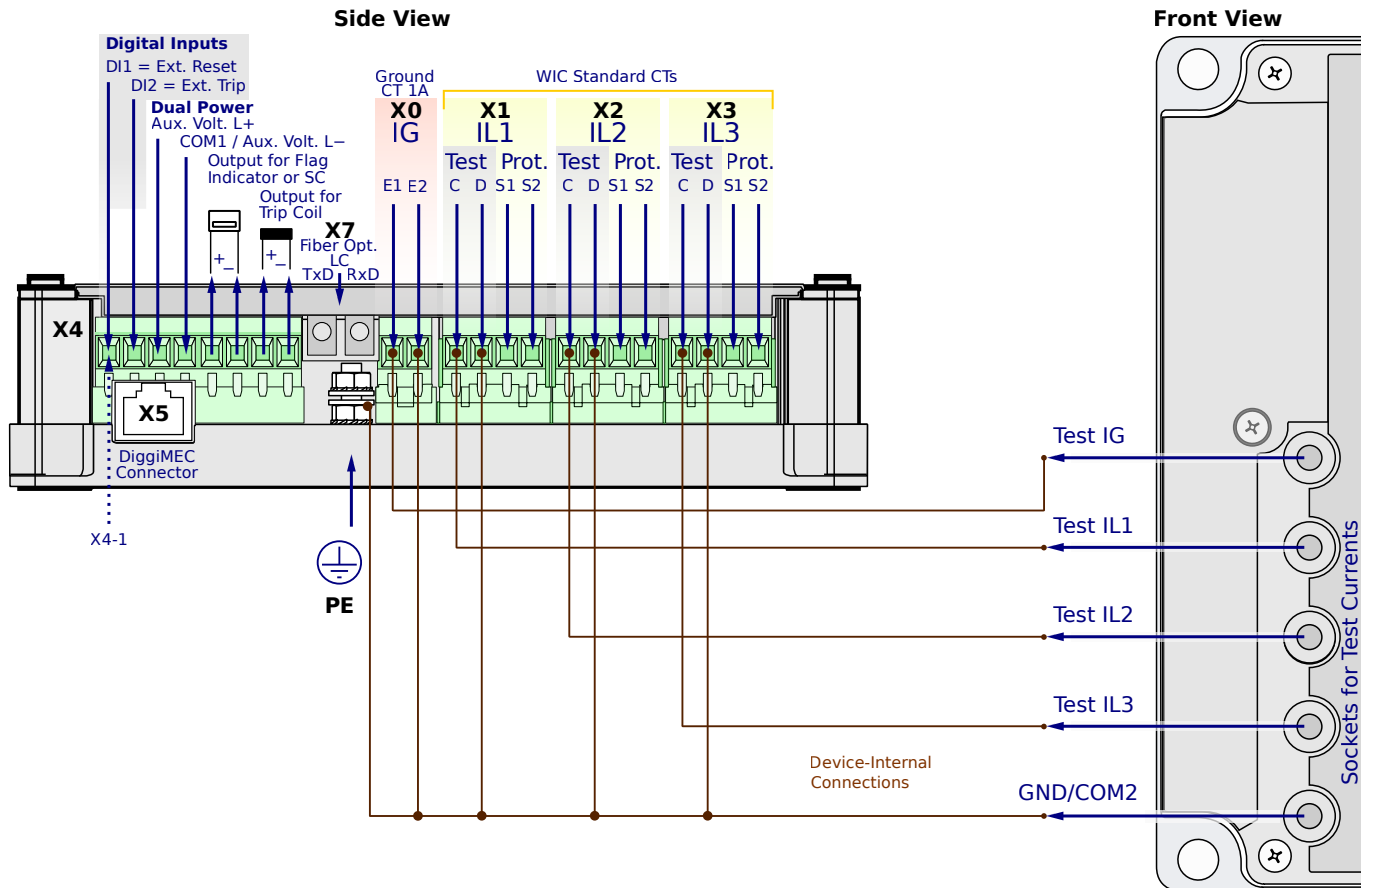 Side View
Front View
Digital Inputs
DI1 = Ext. Reset
DI2 = Ext. Trip
Dual Power
Aux. Volt. L+
COM1 / Aux. Volt. L−
Output for Flag
Indicator or SC
Output for
Trip Coil
+ −
+ −
X7
Fiber Opt.
LC
TxD RxD
Ground
CT 1A
X0
IG
E1 E2
WIC Standard CTs
X1
IL1
Test Prot.
C D S1 S2
X2
IL2
Test Prot.
C D S1 S2
X3
IL3
Test Prot.
C D S1 S2
X4
X5
DiggiMEC
Connector
X4-1
PE
Test IG
Test IL1
Test IL2
Test IL3
GND/COM2
Device-Internal
Connections
Sockets for Test Currents